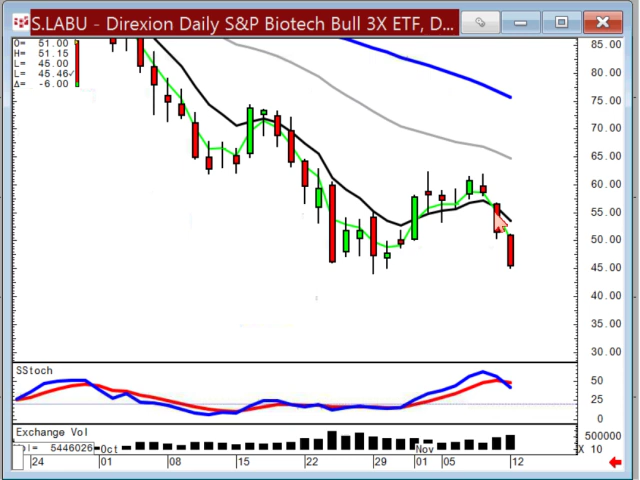 S.LABU - Direxion Daily S&P Biotech Bull 3X ETF, D...
O= 51.00
H= 51.15
L= 45.00
L= 45.46✓
Δ= -6.00
85.00
75.00
70.00
65.00
60.00
55.00
50.00
45.00
40.00
35.00
30.00
SStoch
50
25
0
Exchange Vol
Vol= 5446026
500000
X 10
Oct
Nov
24
01
08
15
22
29
01
05
12